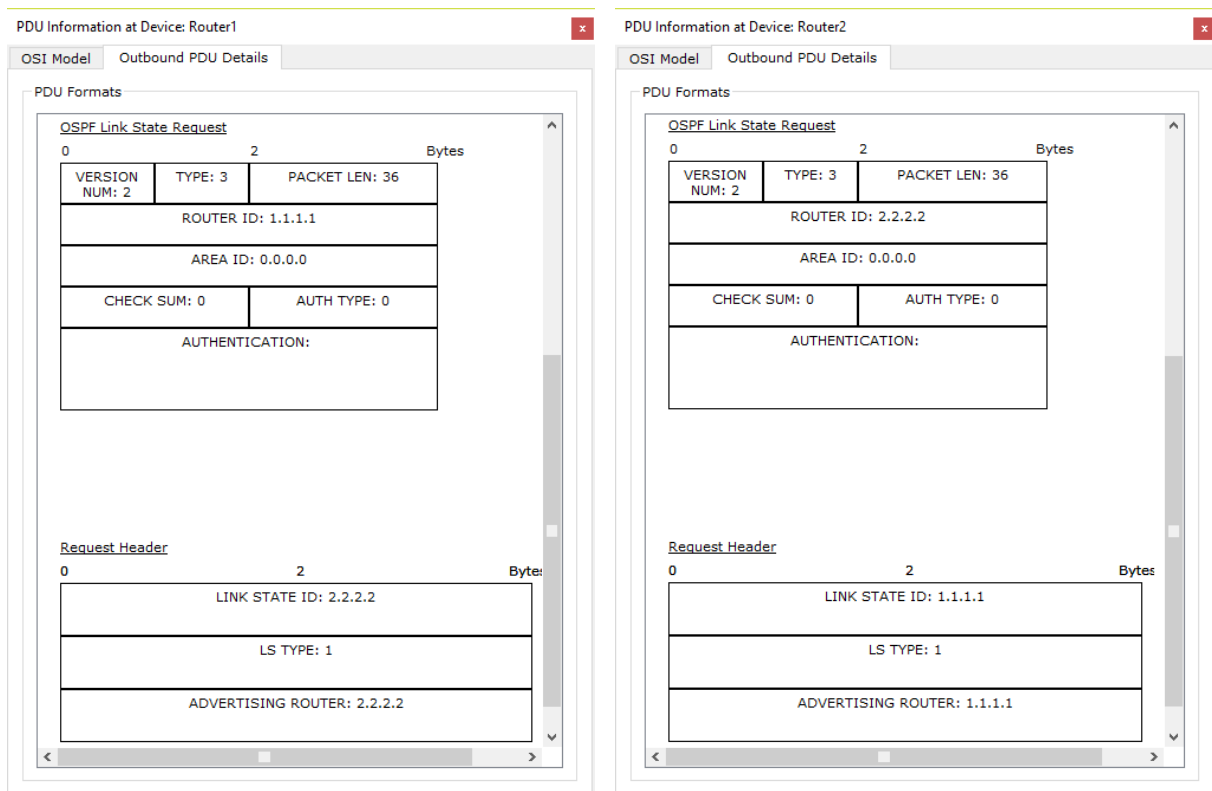 PDU Information at Device: Router1
x
OSI Model
Outbound PDU Details
PDU Formats
OSPF Link State Request
0 2 Bytes
VERSION
NUM: 2
TYPE: 3
PACKET LEN: 36
ROUTER ID: 1.1.1.1
AREA ID: 0.0.0.0
CHECK SUM: 0
AUTH TYPE: 0
AUTHENTICATION:
Request Header
0 2 Bytes
LINK STATE ID: 2.2.2.2
LS TYPE: 1
ADVERTISING ROUTER: 2.2.2.2
PDU Information at Device: Router2
x
OSI Model
Outbound PDU Details
PDU Formats
OSPF Link State Request
0 2 Bytes
VERSION
NUM: 2
TYPE: 3
PACKET LEN: 36
ROUTER ID: 2.2.2.2
AREA ID: 0.0.0.0
CHECK SUM: 0
AUTH TYPE: 0
AUTHENTICATION:
Request Header
0 2 Bytes
LINK STATE ID: 1.1.1.1
LS TYPE: 1
ADVERTISING ROUTER: 1.1.1.1